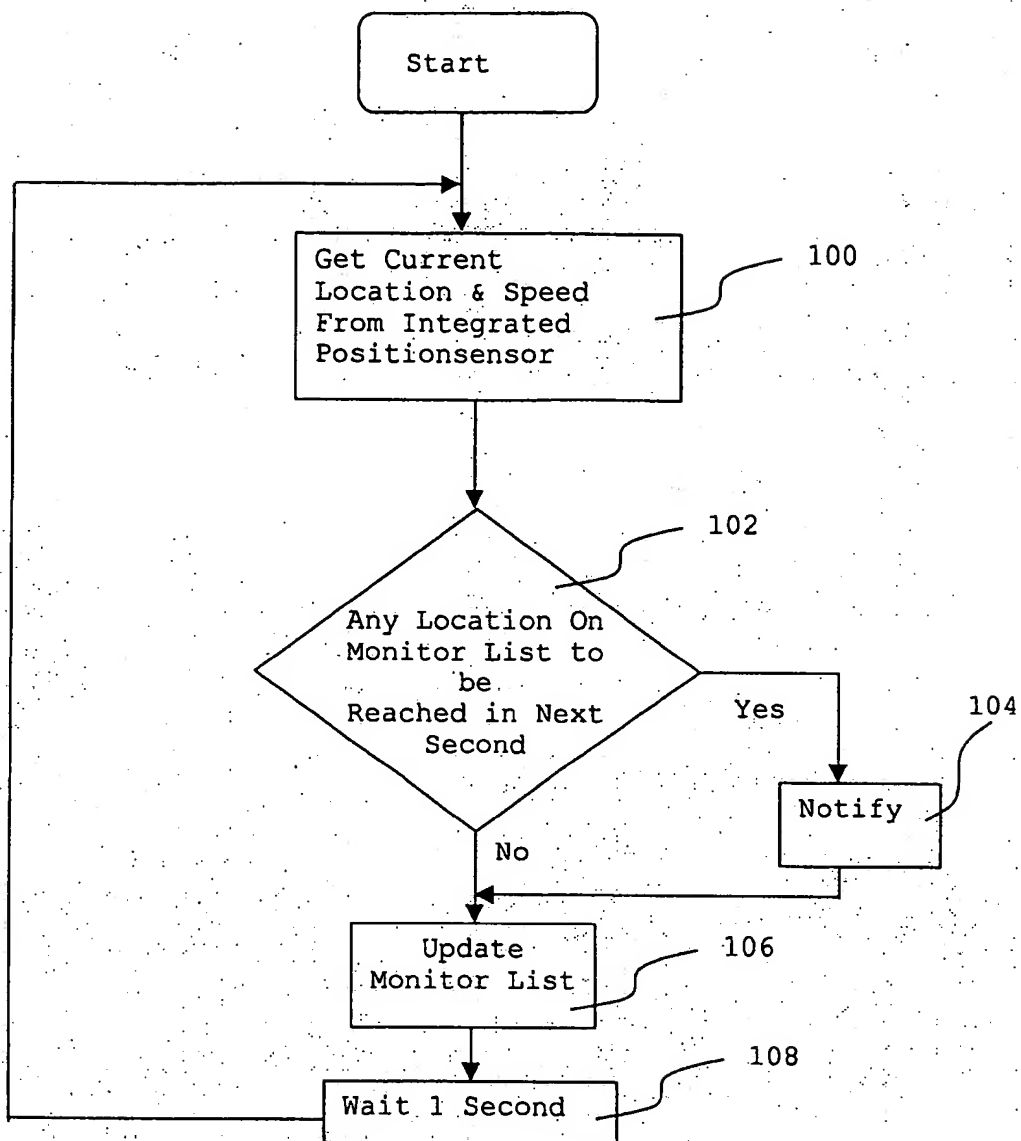 Start
Get Current
Location & Speed
From Integrated
Positionsensor
100
102
Any Location On
Monitor List to
be
Reached in Next
Second
Yes
104
Notify
No
Update
Monitor List
106
108
Wait 1 Second